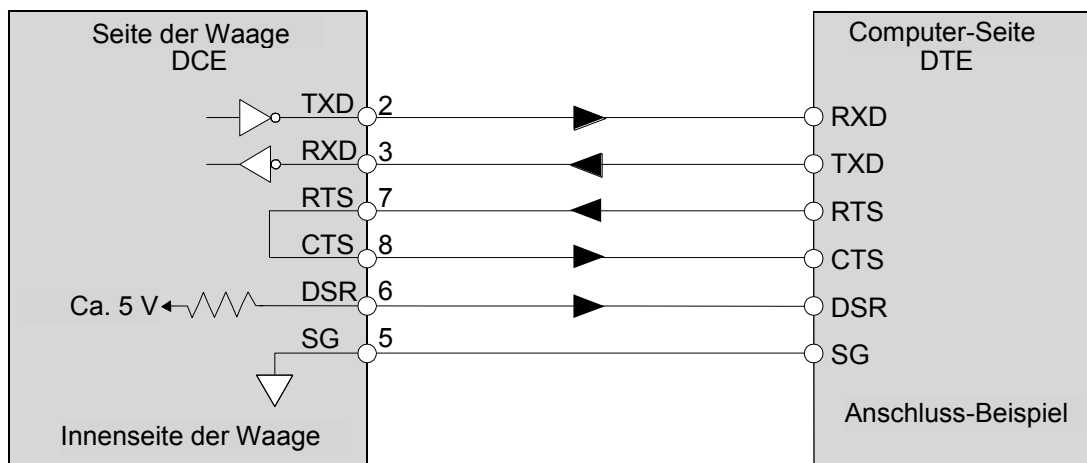 Seite der Waage
DCE
Computer-Seite
DTE
TXD 2
RXD
RXD 3
TXD
RTS 7
RTS
CTS 8
CTS
DSR 6
DSR
Ca. 5 V
SG 5
SG
Innenseite der Waage
Anschluss-Beispiel